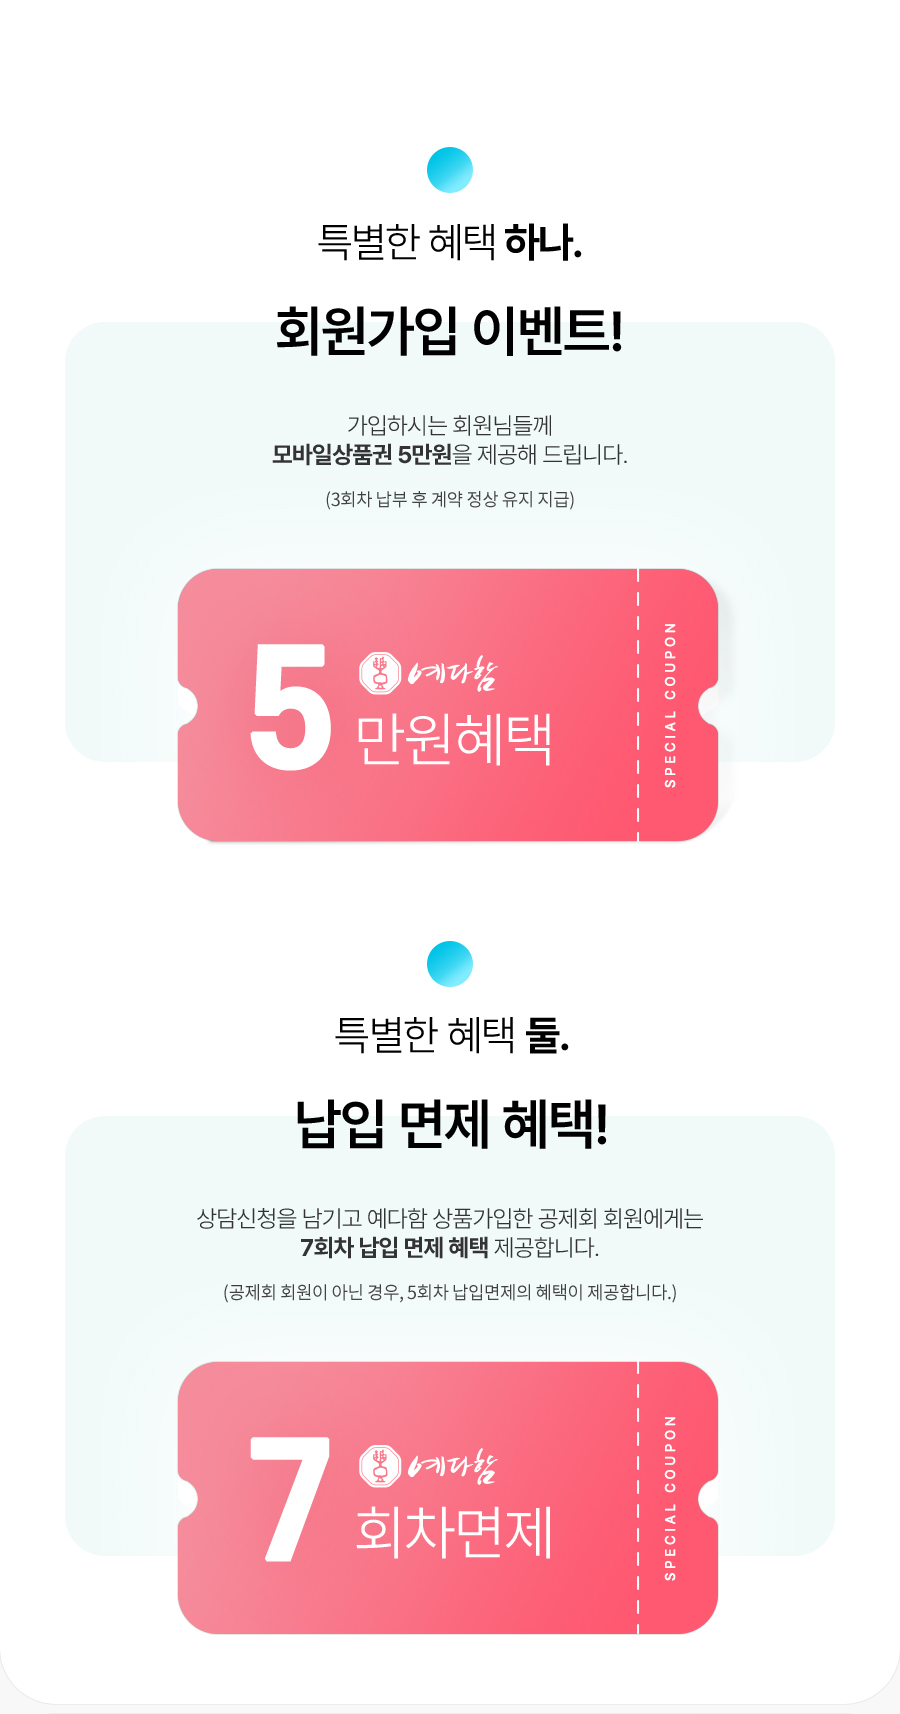 특별한 혜택 하나.
회원가입 이벤트!
가입하시는 회원님들께
모바일상품권 5만원을 제공해 드립니다.
(3회차 납부 후 계약 정상 유지 지급)
5 예다함
만원혜택
SPECIAL COUPON
특별한 혜택 둘.
납입 면제 혜택!
상담신청을 남기고 예다함 상품가입한 공제회 회원에게는
7회차 납입 면제 혜택 제공합니다.
(공제회 회원이 아닌 경우, 5회차 납입면제의 혜택이 제공합니다.)
7 예다함
회차면제
SPECIAL COUPON